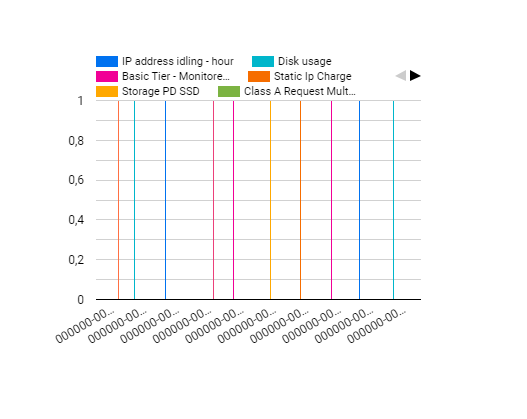 IP address idling - hour Disk usage
Basic Tier - Monitore... Static Ip Charge
Storage PD SSD Class A Request Mult...
1
0,8
0,6
0,4
0,2
0
000000-00... 000000-00... 000000-00... 000000-00... 000000-00... 000000-00... 000000-00... 000000-00... 000000-00... 000000-00...